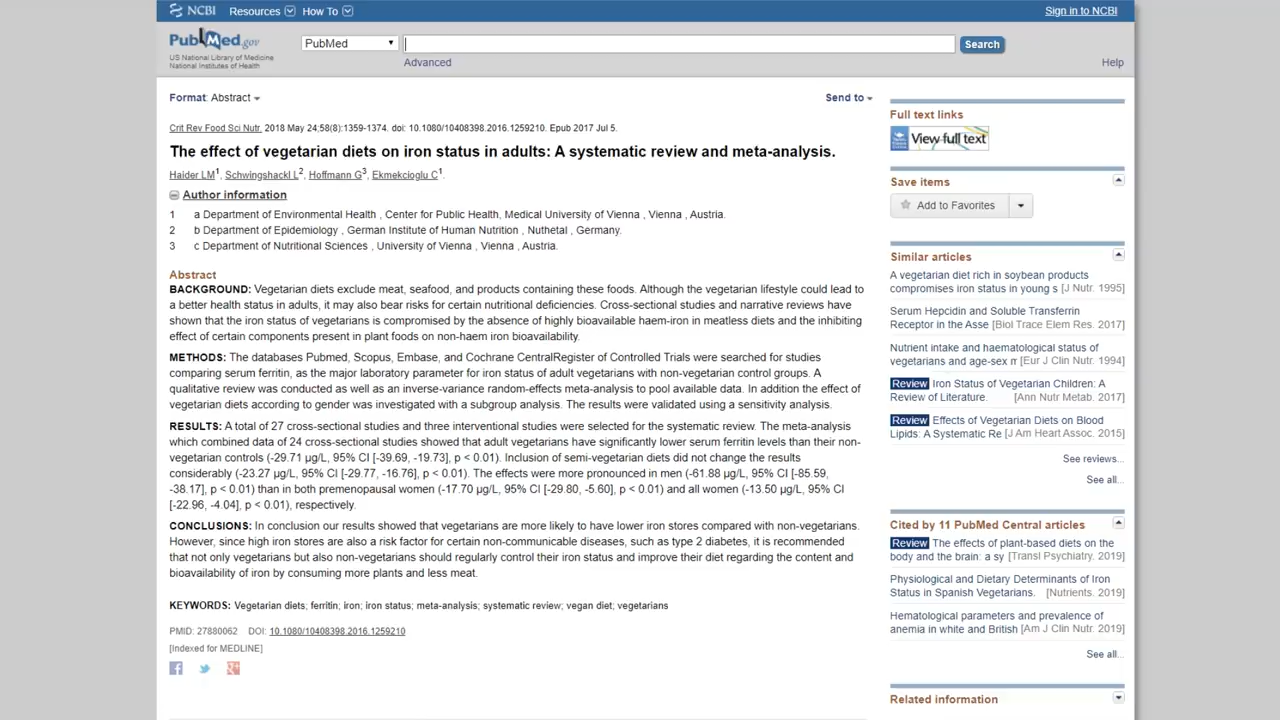 NCBI Resources How To Sign in to NCBI
PubMed.gov
US National Library of Medicine
National Institutes of Health
PubMed
Search
Advanced
Help
Format: Abstract
Send to
Crit Rev Food Sci Nutr. 2018 May 24;58(8):1359-1374. doi: 10.1080/10408398.2016.1259210. Epub 2017 Jul 5.
The effect of vegetarian diets on iron status in adults: A systematic review and meta-analysis.
Haider LM1, Schwingshackl L2, Hoffmann G3, Ekmekcioglu C1.
Author information
1 a Department of Environmental Health , Center for Public Health, Medical University of Vienna , Vienna , Austria.
2 b Department of Epidemiology , German Institute of Human Nutrition , Nuthetal , Germany.
3 c Department of Nutritional Sciences , University of Vienna , Vienna , Austria.
Abstract
BACKGROUND: Vegetarian diets exclude meat, seafood, and products containing these foods. Although the vegetarian lifestyle could lead to
a better health status in adults, it may also bear risks for certain nutritional deficiencies. Cross-sectional studies and narrative reviews have
shown that the iron status of vegetarians is compromised by the absence of highly bioavailable haem-iron in meatless diets and the inhibiting
effect of certain components present in plant foods on non-haem iron bioavailability.
METHODS: The databases Pubmed, Scopus, Embase, and Cochrane CentralRegister of Controlled Trials were searched for studies
comparing serum ferritin, as the major laboratory parameter for iron status of adult vegetarians with non-vegetarian control groups. A
qualitative review was conducted as well as an inverse-variance random-effects meta-analysis to pool available data. In addition the effect of
vegetarian diets according to gender was investigated with a subgroup analysis. The results were validated using a sensitivity analysis.
RESULTS: A total of 27 cross-sectional studies and three interventional studies were selected for the systematic review. The meta-analysis
which combined data of 24 cross-sectional studies showed that adult vegetarians have significantly lower serum ferritin levels than their non-
vegetarian controls (-29.71 µg/L, 95% CI [-39.69, -19.73], p < 0.01). Inclusion of semi-vegetarian diets did not change the results
considerably (-23.27 µg/L, 95% CI [-29.77, -16.76], p < 0.01). The effects were more pronounced in men (-61.88 µg/L, 95% CI [-85.59,
-38.17], p < 0.01) than in both premenopausal women (-17.70 µg/L, 95% CI [-29.80, -5.60], p < 0.01) and all women (-13.50 µg/L, 95% CI
[-22.96, -4.04], p < 0.01), respectively.
CONCLUSIONS: In conclusion our results showed that vegetarians are more likely to have lower iron stores compared with non-vegetarians.
However, since high iron stores are also a risk factor for certain non-communicable diseases, such as type 2 diabetes, it is recommended
that not only vegetarians but also non-vegetarians should regularly control their iron status and improve their diet regarding the content and
bioavailability of iron by consuming more plants and less meat.
KEYWORDS: Vegetarian diets; ferritin; iron; iron status; meta-analysis; systematic review; vegan diet; vegetarians
PMID: 27880062 DOI: 10.1080/10408398.2016.1259210
[Indexed for MEDLINE]
Full text links
View full text
Save items
Add to Favorites
Similar articles
A vegetarian diet rich in soybean products
compromises iron status in young s [J Nutr. 1995]
Serum Hepcidin and Soluble Transferrin
Receptor in the Asse [Biol Trace Elem Res. 2017]
Nutrient intake and haematological status of
vegetarians and age-sex m [Eur J Clin Nutr. 1994]
Review Iron Status of Vegetarian Children: A
Review of Literature. [Ann Nutr Metab. 2017]
Review Effects of Vegetarian Diets on Blood
Lipids: A Systematic Re [J Am Heart Assoc. 2015]
See reviews...
See all...
Cited by 11 PubMed Central articles
Review The effects of plant-based diets on the
body and the brain: a sy [Transl Psychiatry. 2019]
Physiological and Dietary Determinants of Iron
Status in Spanish Vegetarians. [Nutrients. 2019]
Hematological parameters and prevalence of
anemia in white and British [Am J Clin Nutr. 2019]
See all...
Related information